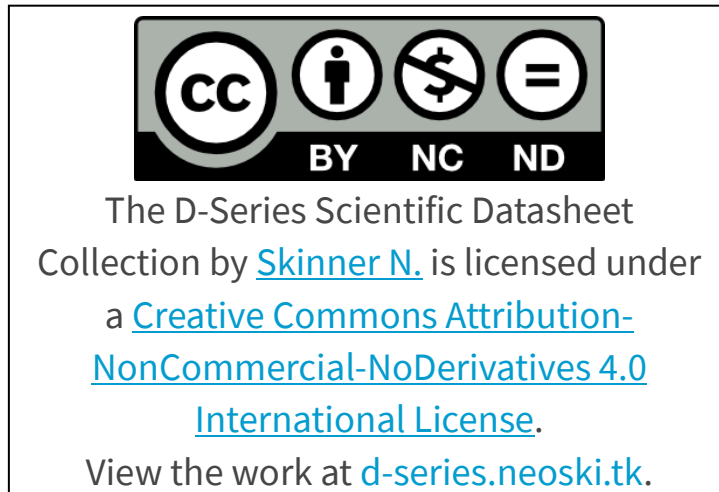 cc
BY NC ND
The D-Series Scientific Datasheet
Collection by Skinner N. is licensed under
a Creative Commons Attribution-
NonCommercial-NoDerivatives 4.0
International License.
View the work at d-series.neoski.tk.